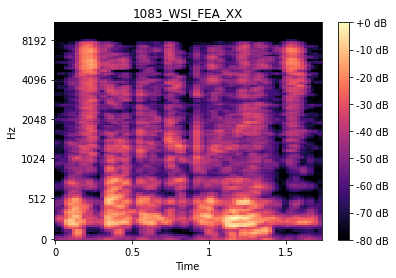 1083_WSI_FEA_XX
8192
4096
2048
1024
512
0
Hz
0
0.5
1
1.5
Time
+0 dB
-10 dB
-20 dB
-30 dB
-40 dB
-50 dB
-60 dB
-70 dB
-80 dB